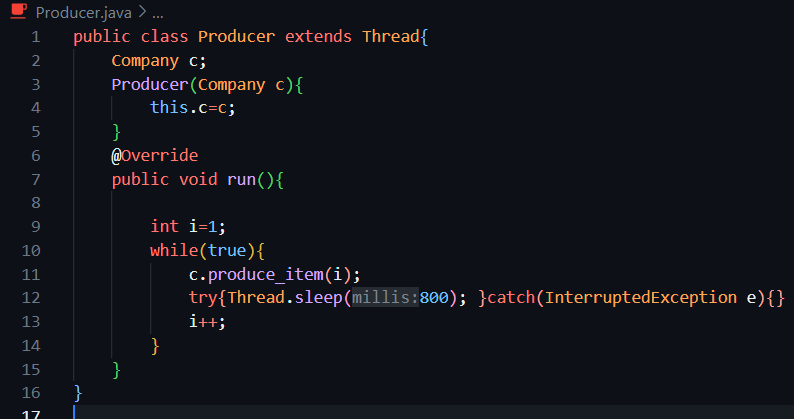 Producer.java > ...
1 public class Producer extends Thread{
2     Company c;
3     Producer(Company c){
4         this.c=c;
5     }
6     @Override
7     public void run(){
8
9         int i=1;
10         while(true){
11             c.produce_item(i);
12             try{Thread.sleep(millis:800); }catch(InterruptedException e){}
13             i++;
14         }
15     }
16 }
17